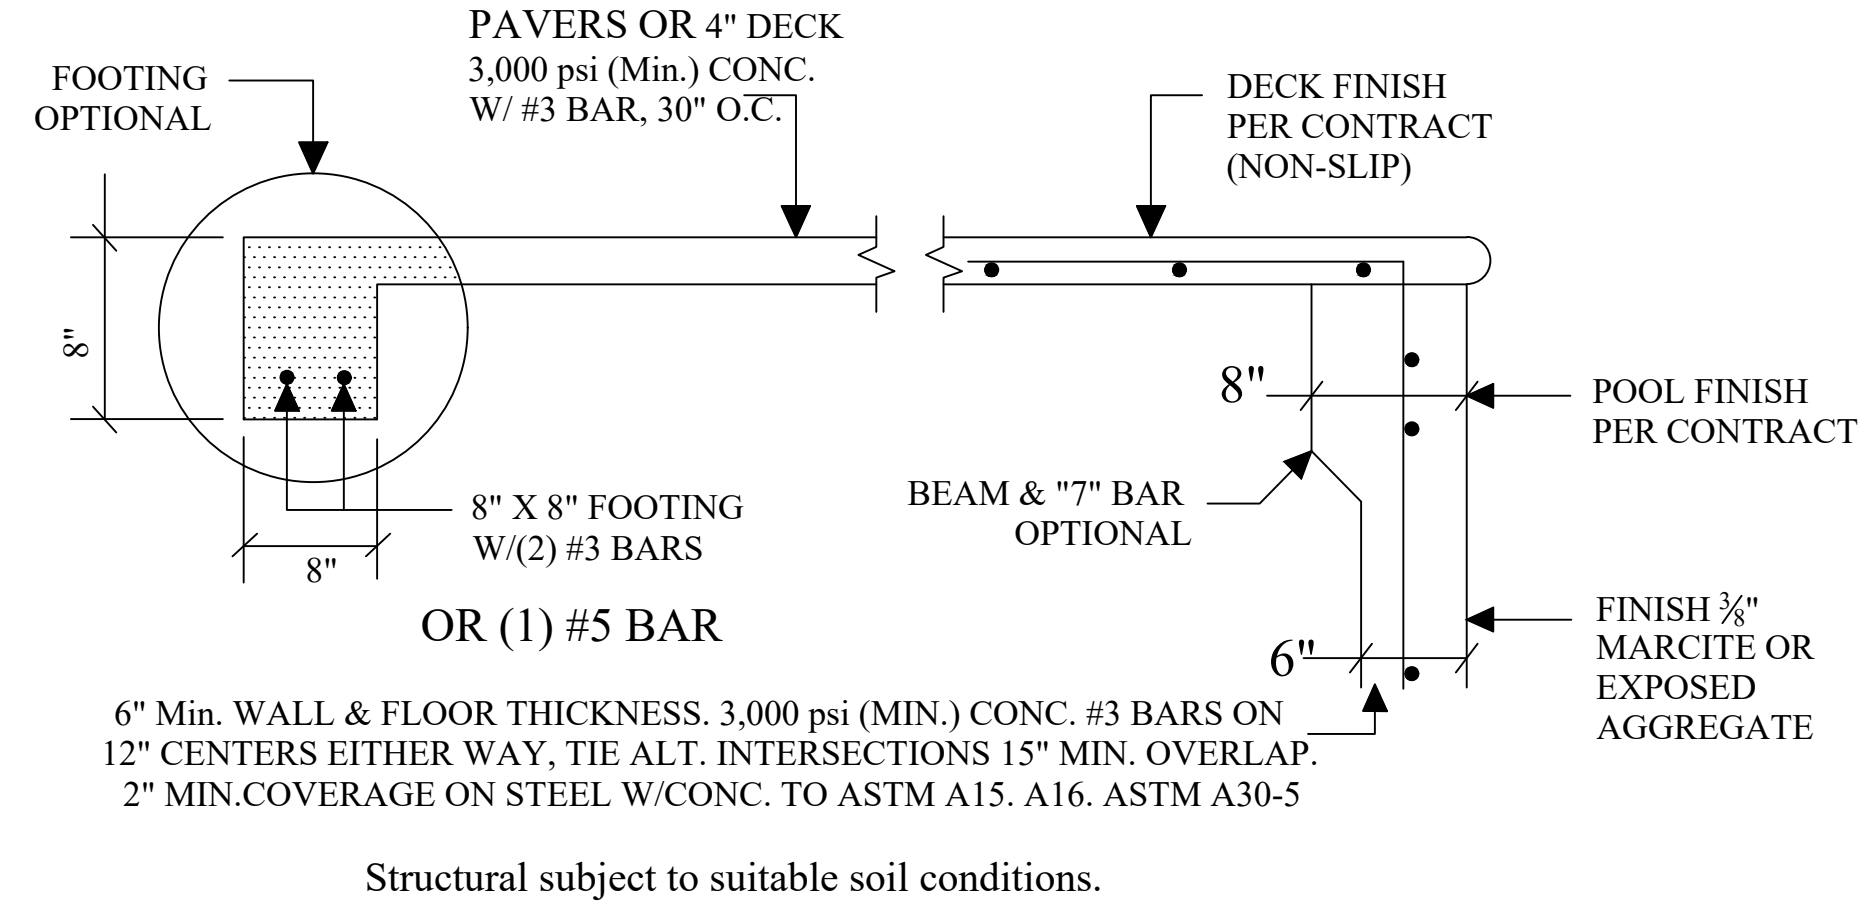 PAVERS OR 4" DECK
3,000 psi (Min.) CONC.
W/ #3 BAR, 30" O.C.
FOOTING
OPTIONAL
DECK FINISH
PER CONTRACT
(NON-SLIP)
8"
8"
POOL FINISH
PER CONTRACT
BEAM & "7" BAR
OPTIONAL
8" X 8" FOOTING
W/(2) #3 BARS
8"
OR (1) #5 BAR
FINISH ⅜"
MARCITE OR
EXPOSED
AGGREGATE
6"
6" Min. WALL & FLOOR THICKNESS. 3,000 psi (MIN.) CONC. #3 BARS ON
12" CENTERS EITHER WAY, TIE ALT. INTERSECTIONS 15" MIN. OVERLAP.
2" MIN.COVERAGE ON STEEL W/CONC. TO ASTM A15. A16. ASTM A30-5
Structural subject to suitable soil conditions.